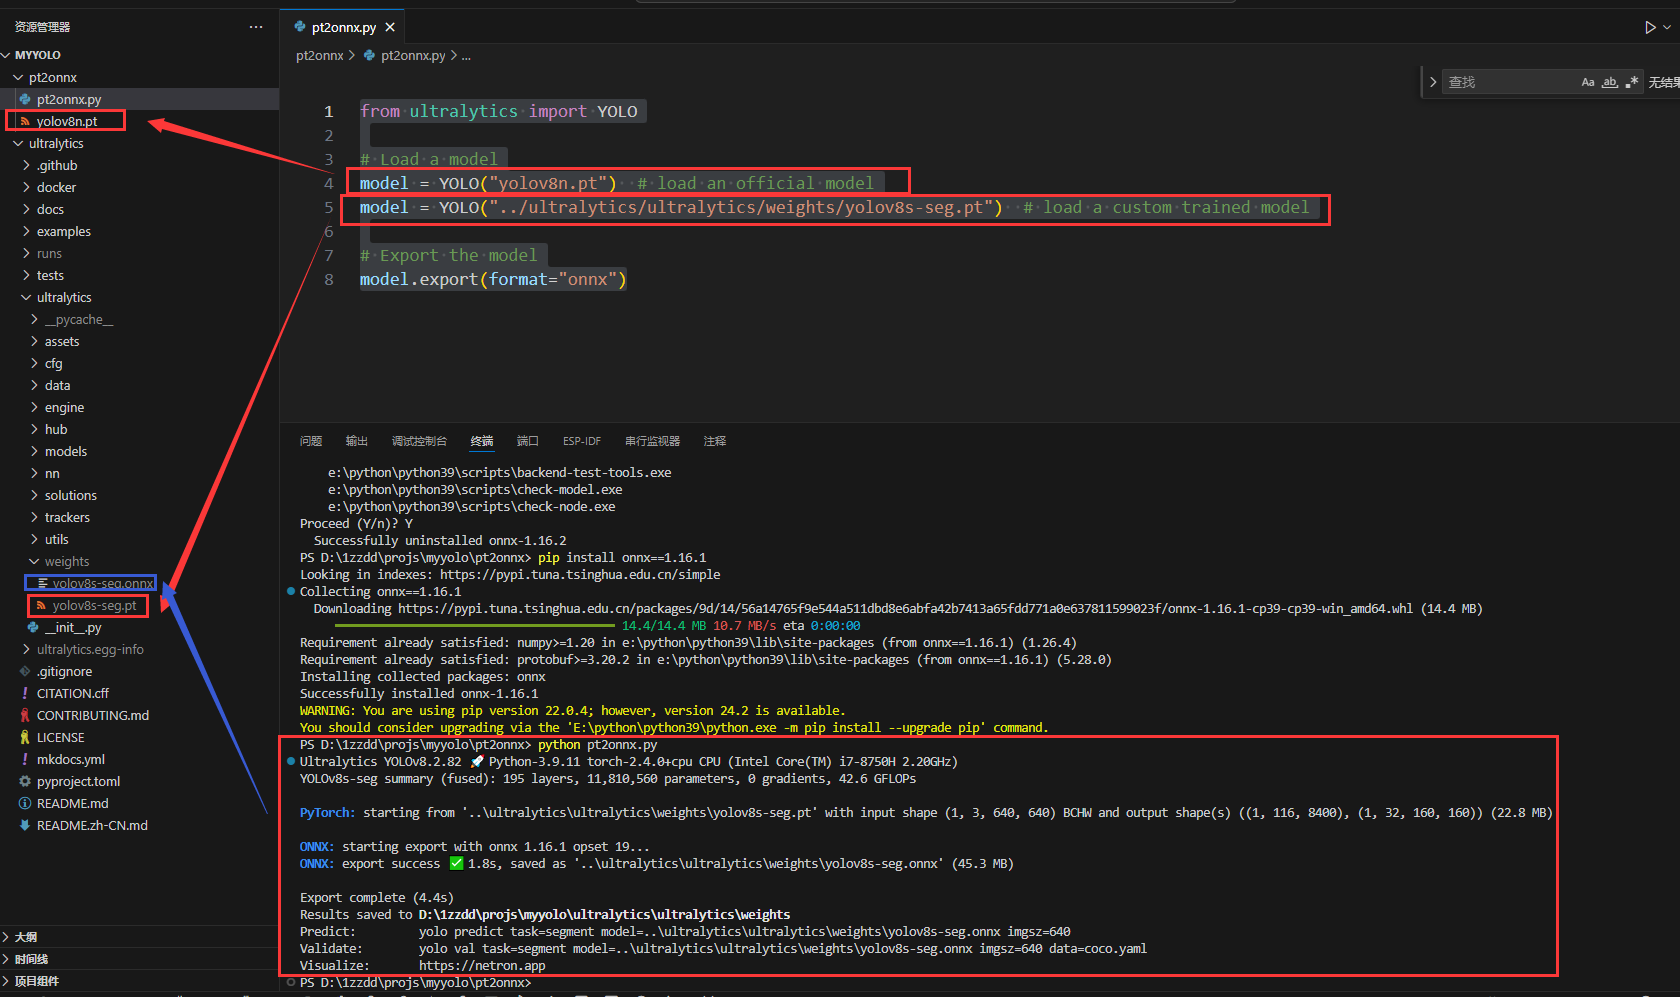 资源管理器
···
MYYOLO
pt2onnx
pt2onnx.py
yolov8n.pt
ultralytics
.github
docker
docs
examples
runs
tests
ultralytics
__pycache__
assets
cfg
data
engine
hub
models
nn
solutions
trackers
utils
weights
yolov8s-seg.onnx
yolov8s-seg.pt
__init__.py
ultralytics.egg-info
.gitignore
CITATION.cff
CONTRIBUTING.md
LICENSE
mkdocs.yml
pyproject.toml
README.md
README.zh-CN.md
大纲
时间线
项目组件
pt2onnx.py
pt2onnx > pt2onnx.py > ...
查找 Aa ab .* 无结果
1 from ultralytics import YOLO
2
3 # Load a model
4 model = YOLO("yolov8n.pt")  # load an official model
5 model = YOLO("../ultralytics/ultralytics/weights/yolov8s-seg.pt")  # load a custom trained model
6
7 # Export the model
8 model.export(format="onnx")
问题 输出 调试控制台 终端 端口 ESP-IDF 串行监视器 注释
e:\python\python39\scripts\backend-test-tools.exe
e:\python\python39\scripts\check-model.exe
e:\python\python39\scripts\check-node.exe
Proceed (Y/n)? Y
Successfully uninstalled onnx-1.16.2
PS D:\1zzdd\projs\myyolo\pt2onnx> pip install onnx==1.16.1
Looking in indexes: https://pypi.tuna.tsinghua.edu.cn/simple
Collecting onnx==1.16.1
Downloading https://pypi.tuna.tsinghua.edu.cn/packages/9d/14/56a14765f9e544a511dbd8e6abfa42b7413a65fdd771a0e637811599023f/onnx-1.16.1-cp39-cp39-win_amd64.whl (14.4 MB)
14.4/14.4 MB 10.7 MB/s eta 0:00:00
Requirement already satisfied: numpy>=1.20 in e:\python\python39\lib\site-packages (from onnx==1.16.1) (1.26.4)
Requirement already satisfied: protobuf>=3.20.2 in e:\python\python39\lib\site-packages (from onnx==1.16.1) (5.28.0)
Installing collected packages: onnx
Successfully installed onnx-1.16.1
WARNING: You are using pip version 22.0.4; however, version 24.2 is available.
You should consider upgrading via the 'E:\python\python39\python.exe -m pip install --upgrade pip' command.
PS D:\1zzdd\projs\myyolo\pt2onnx> python pt2onnx.py
Ultralytics YOLOv8.2.82 🚀 Python-3.9.11 torch-2.4.0+cpu CPU (Intel Core(TM) i7-8750H 2.20GHz)
YOLOv8s-seg summary (fused): 195 layers, 11,810,560 parameters, 0 gradients, 42.6 GFLOPs
PyTorch: starting from '..\ultralytics\ultralytics\weights\yolov8s-seg.pt' with input shape (1, 3, 640, 640) BCHW and output shape(s) ((1, 116, 8400), (1, 32, 160, 160)) (22.8 MB)
ONNX: starting export with onnx 1.16.1 opset 19...
ONNX: export success ✅ 1.8s, saved as '..\ultralytics\ultralytics\weights\yolov8s-seg.onnx' (45.3 MB)
Export complete (4.4s)
Results saved to D:\1zzdd\projs\myyolo\ultralytics\ultralytics\weights
Predict: yolo predict task=segment model=..\ultralytics\ultralytics\weights\yolov8s-seg.onnx imgsz=640
Validate: yolo val task=segment model=..\ultralytics\ultralytics\weights\yolov8s-seg.onnx imgsz=640 data=coco.yaml
Visualize: https://netron.app
PS D:\1zzdd\projs\myyolo\pt2onnx>